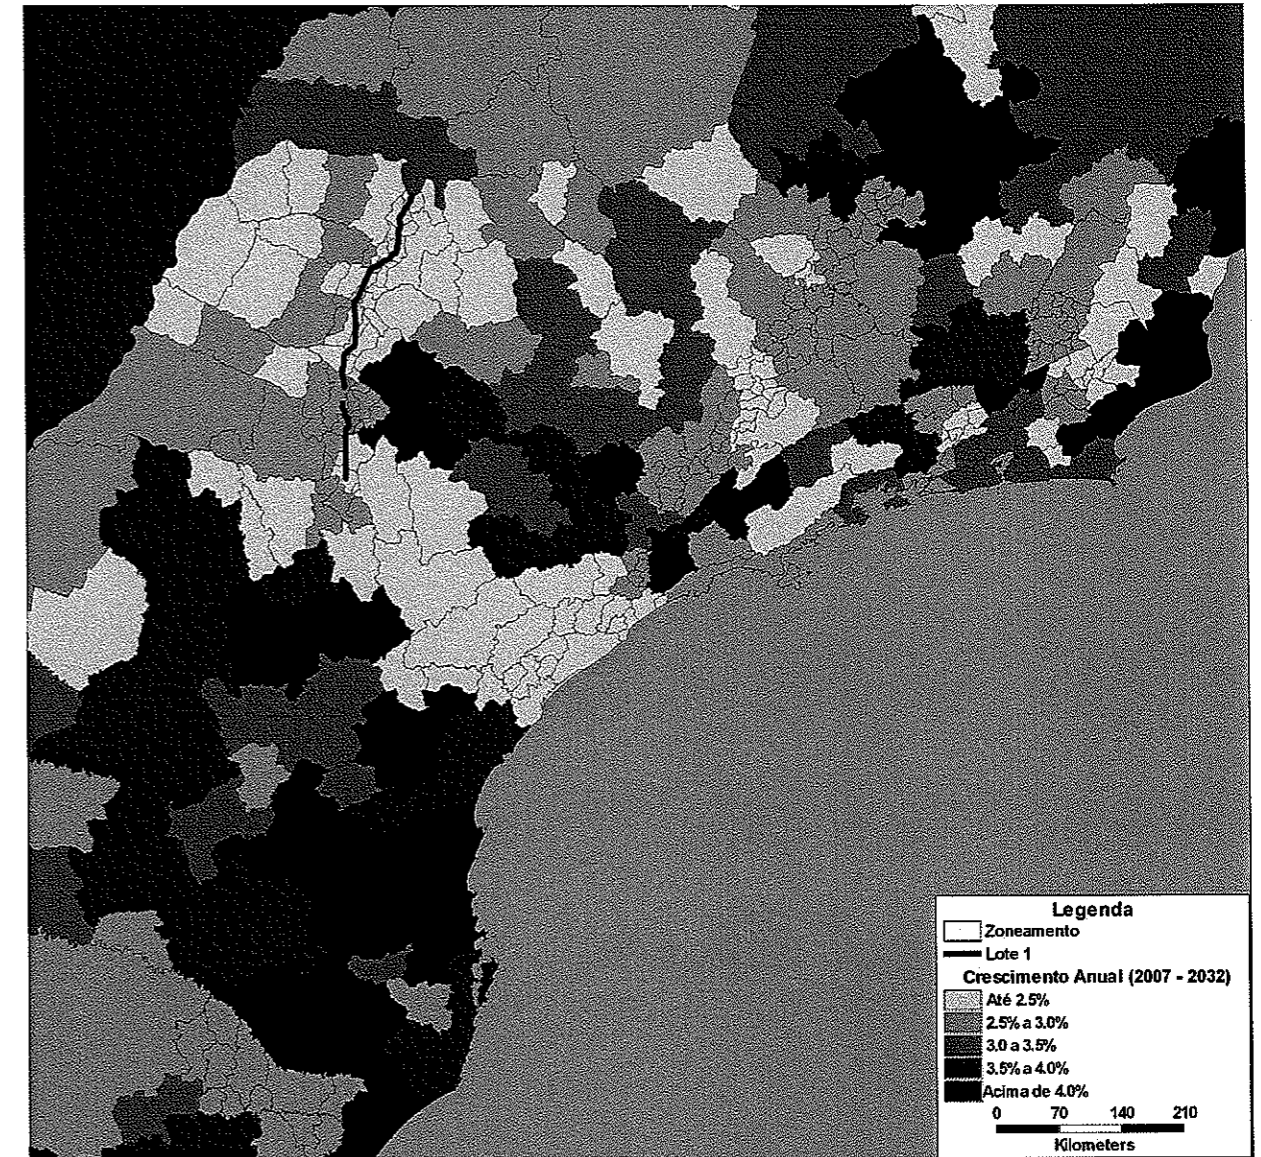 Legenda
Zoneamento
Lote 1
Crescimento Anual (2007 - 2032)
Até 2.5%
2.5% a 3.0%
3.0 a 3.5%
3.5% a 4.0%
Acima de 4.0%
0 70 140 210
Kilometers